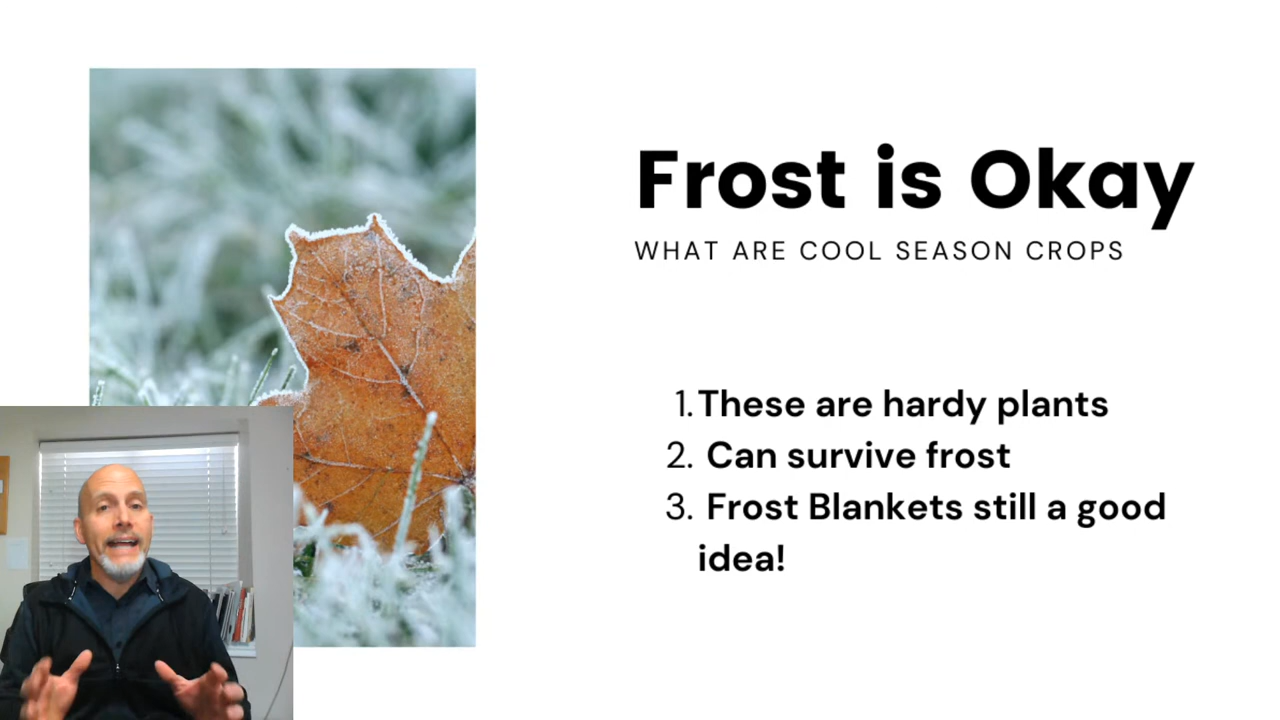 Frost is Okay
WHAT ARE COOL SEASON CROPS
1. These are hardy plants
2. Can survive frost
3. Frost Blankets still a good
idea!